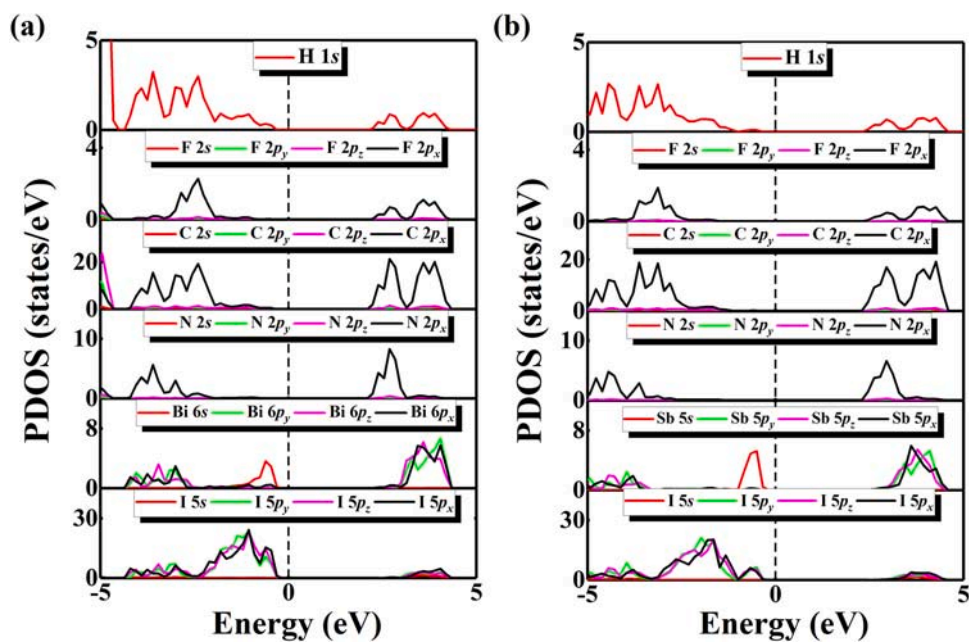 (a)
PDOS (states/eV)
5
0
H 1s
4
0
F 2s F 2py F 2pz F 2px
20
0
C 2s C 2py C 2pz C 2px
10
0
N 2s N 2py N 2pz N 2px
8
0
Bi 6s Bi 6py Bi 6pz Bi 6px
30
0
I 5s I 5py I 5pz I 5px
-5 0 5
Energy (eV)
(b)
PDOS (states/eV)
5
0
H 1s
4
0
F 2s F 2py F 2pz F 2px
20
0
C 2s C 2py C 2pz C 2px
10
0
N 2s N 2py N 2pz N 2px
8
0
Sb 5s Sb 5py Sb 5pz Sb 5px
30
0
I 5s I 5py I 5pz I 5px
-5 0 5
Energy (eV)